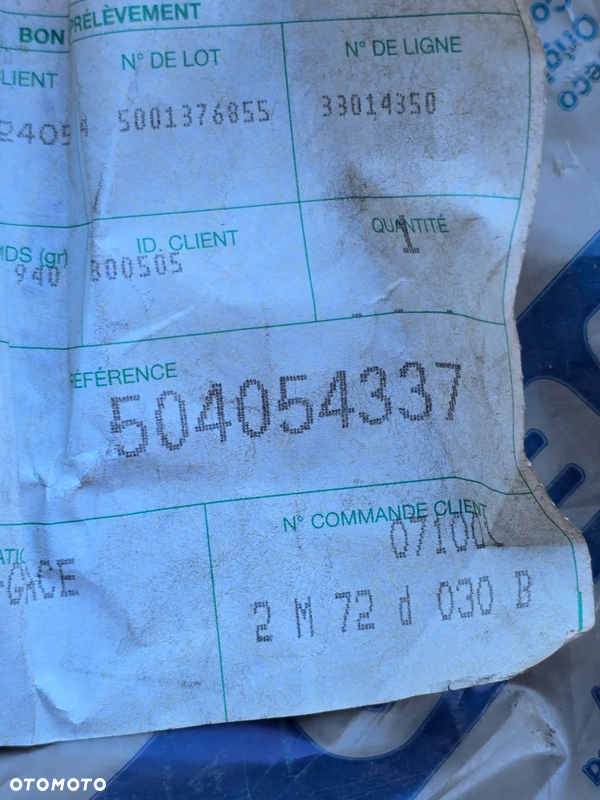 PRÉLÈVEMENT
BON
N° DE LOT
N° DE LIGNE
CLIENT
5001376855
33014350
QUANTITÉ
1
ID. CLIENT
(gr)
940
800505
RÉFÉRENCE
504054337
N° COMMANDE CLIENT
2 M 72 d 030 B
OTOMOTO